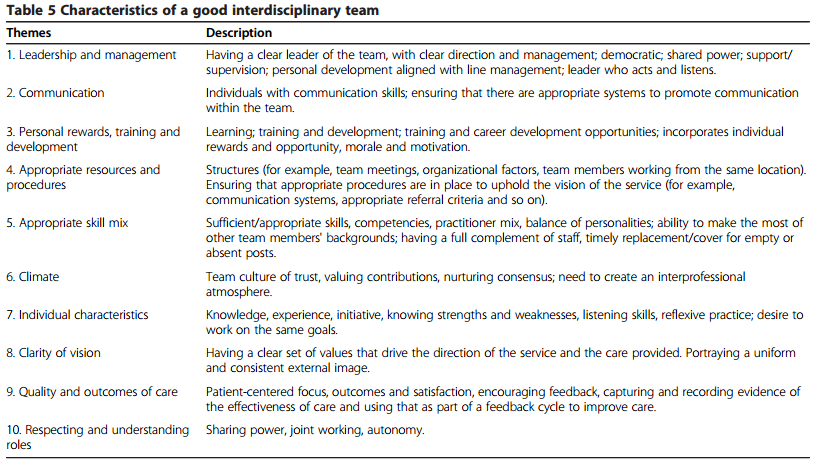 Table 5 Characteristics of a good interdisciplinary team
Themes Description
1. Leadership and management Having a clear leader of the team, with clear direction and management; democratic; shared power; support/
supervision; personal development aligned with line management; leader who acts and listens.
2. Communication Individuals with communication skills; ensuring that there are appropriate systems to promote communication
within the team.
3. Personal rewards, training and Learning; training and development; training and career development opportunities; incorporates individual
development rewards and opportunity, morale and motivation.
4. Appropriate resources and Structures (for example, team meetings, organizational factors, team members working from the same location).
procedures Ensuring that appropriate procedures are in place to uphold the vision of the service (for example,
communication systems, appropriate referral criteria and so on).
5. Appropriate skill mix Sufficient/appropriate skills, competencies, practitioner mix, balance of personalities; ability to make the most of
other team members' backgrounds; having a full complement of staff, timely replacement/cover for empty or
absent posts.
6. Climate Team culture of trust, valuing contributions, nurturing consensus; need to create an interprofessional
atmosphere.
7. Individual characteristics Knowledge, experience, initiative, knowing strengths and weaknesses, listening skills, reflexive practice; desire to
work on the same goals.
8. Clarity of vision Having a clear set of values that drive the direction of the service and the care provided. Portraying a uniform
and consistent external image.
9. Quality and outcomes of care Patient-centered focus, outcomes and satisfaction, encouraging feedback, capturing and recording evidence of
the effectiveness of care and using that as part of a feedback cycle to improve care.
10. Respecting and understanding Sharing power, joint working, autonomy.
roles